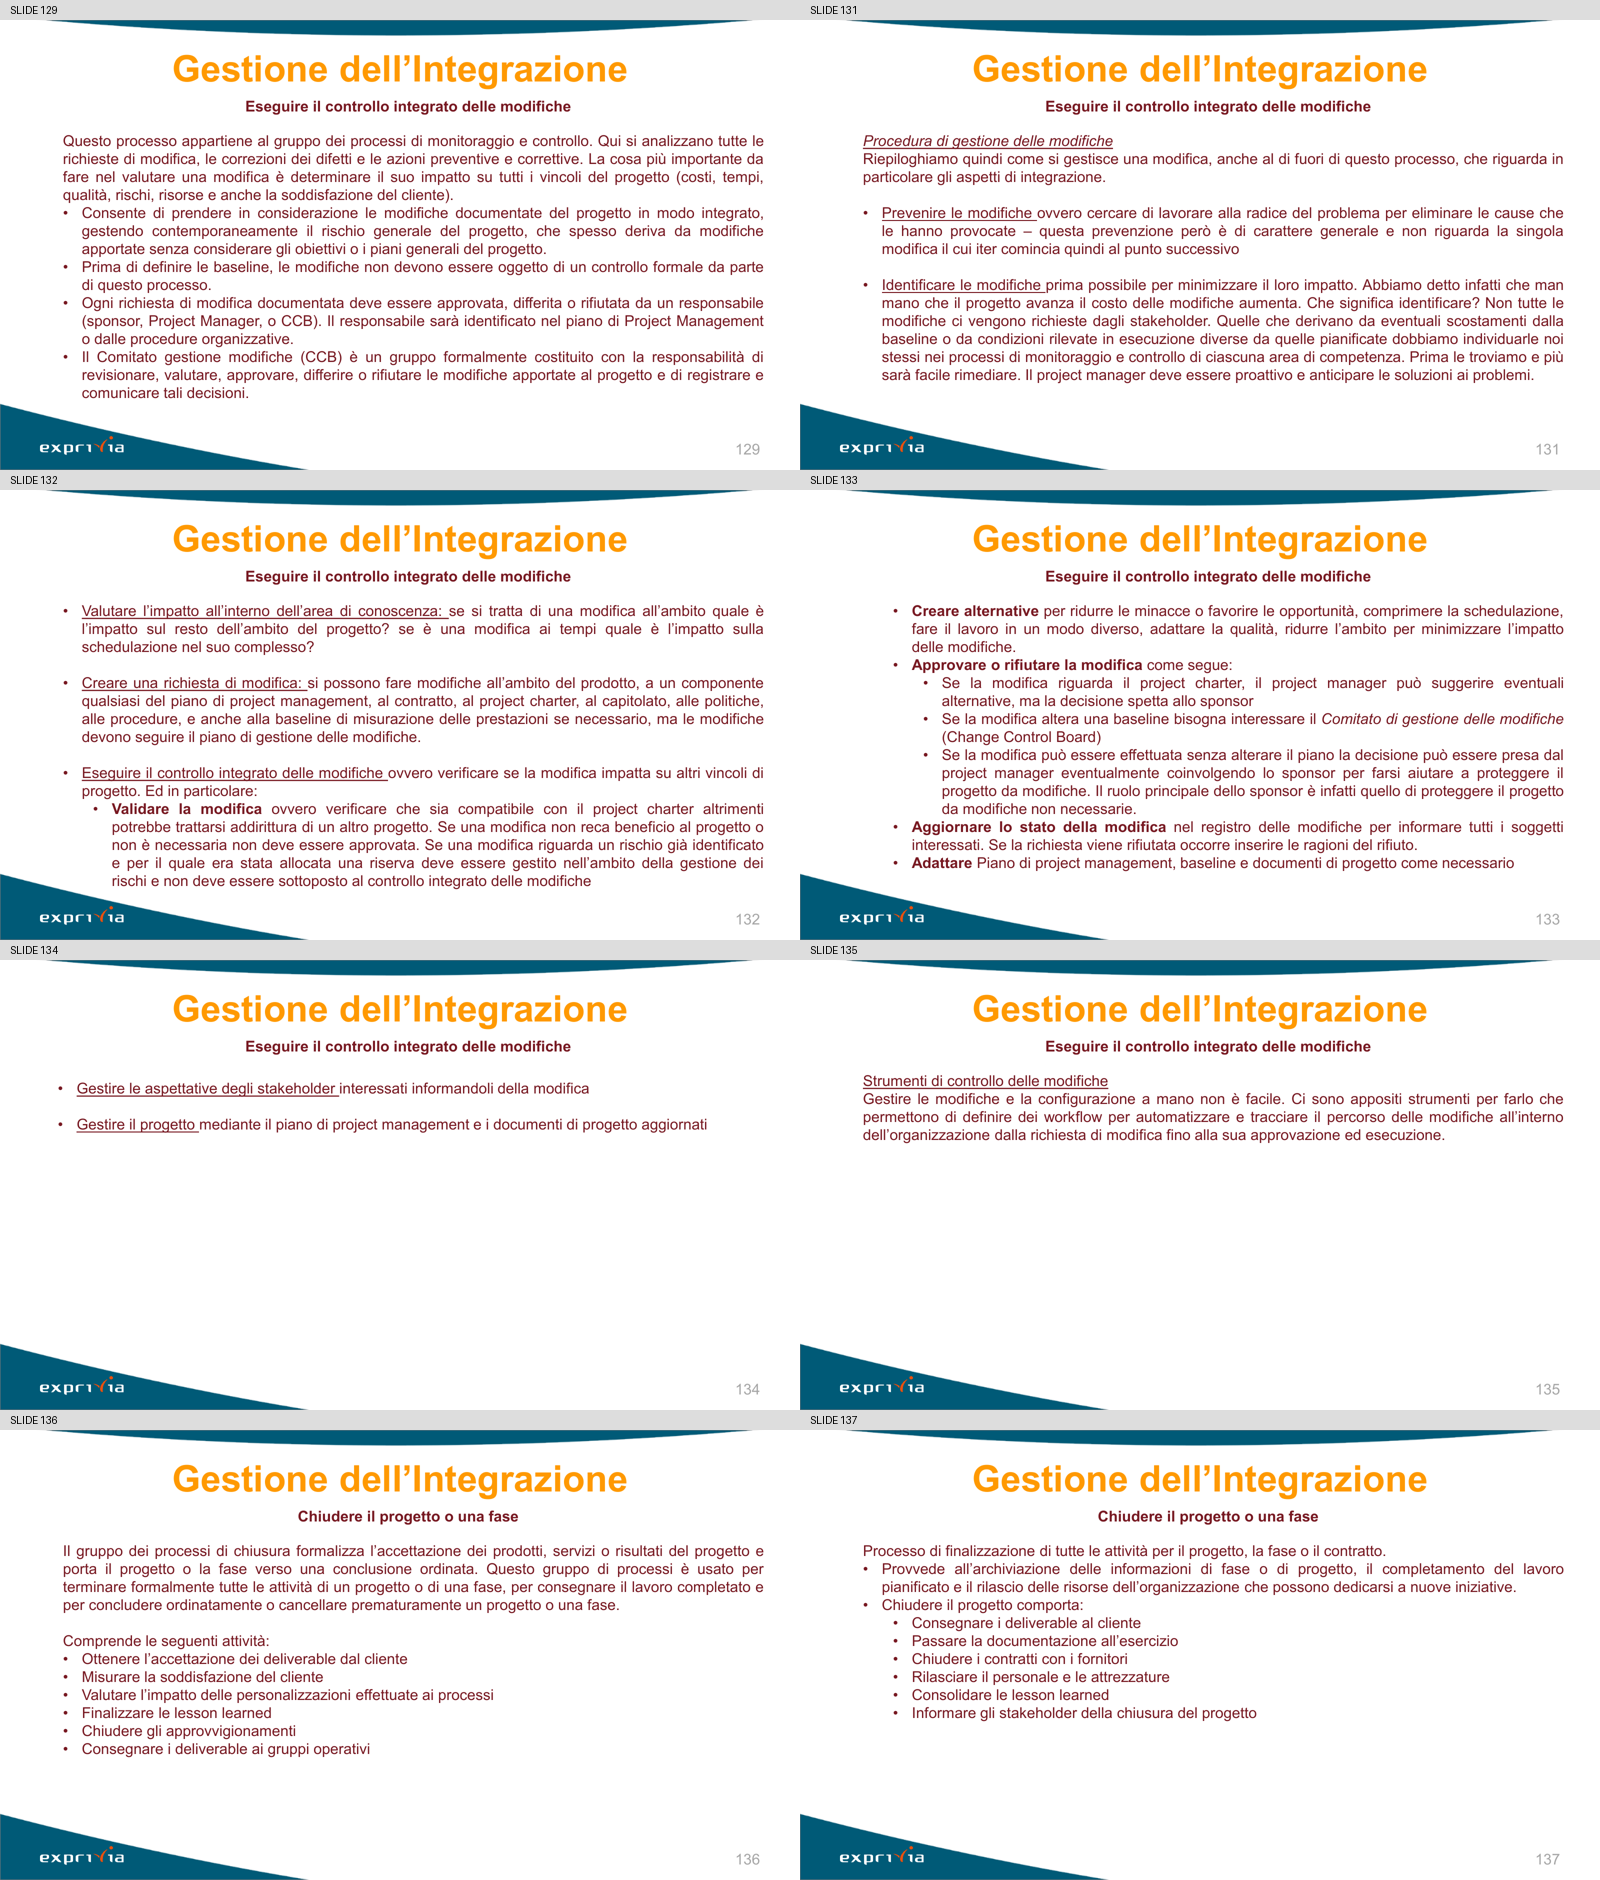 SLIDE 129
Gestione dell’Integrazione
Eseguire il controllo integrato delle modifiche
Questo processo appartiene al gruppo dei processi di monitoraggio e controllo. Qui si analizzano tutte le
richieste di modifica, le correzioni dei difetti e le azioni preventive e correttive. La cosa più importante da
fare nel valutare una modifica è determinare il suo impatto su tutti i vincoli del progetto (costi, tempi,
qualità, rischi, risorse e anche la soddisfazione del cliente).
• Consente di prendere in considerazione le modifiche documentate del progetto in modo integrato,
gestendo contemporaneamente il rischio generale del progetto, che spesso deriva da modifiche
apportate senza considerare gli obiettivi o i piani generali del progetto.
• Prima di definire le baseline, le modifiche non devono essere oggetto di un controllo formale da parte
di questo processo.
• Ogni richiesta di modifica documentata deve essere approvata, differita o rifiutata da un responsabile
(sponsor, Project Manager, o CCB). Il responsabile sarà identificato nel piano di Project Management
o dalle procedure organizzative.
• Il Comitato gestione modifiche (CCB) è un gruppo formalmente costituito con la responsabilità di
revisionare, valutare, approvare, differire o rifiutare le modifiche apportate al progetto e di registrare e
comunicare tali decisioni.
exprivia
129
SLIDE 131
Gestione dell’Integrazione
Eseguire il controllo integrato delle modifiche
Procedura di gestione delle modifiche
Riepiloghiamo quindi come si gestisce una modifica, anche al di fuori di questo processo, che riguarda in
particolare gli aspetti di integrazione.
• Prevenire le modifiche ovvero cercare di lavorare alla radice del problema per eliminare le cause che
le hanno provocate – questa prevenzione però è di carattere generale e non riguarda la singola
modifica il cui iter comincia quindi al punto successivo
• Identificare le modifiche prima possibile per minimizzare il loro impatto. Abbiamo detto infatti che man
mano che il progetto avanza il costo delle modifiche aumenta. Che significa identificare? Non tutte le
modifiche ci vengono richieste dagli stakeholder. Quelle che derivano da eventuali scostamenti dalla
baseline o da condizioni rilevate in esecuzione diverse da quelle pianificate dobbiamo individuarle noi
stessi nei processi di monitoraggio e controllo di ciascuna area di competenza. Prima le troviamo e più
sarà facile rimediare. Il project manager deve essere proattivo e anticipare le soluzioni ai problemi.
exprivia
131
SLIDE 132
Gestione dell’Integrazione
Eseguire il controllo integrato delle modifiche
• Valutare l’impatto all’interno dell’area di conoscenza: se si tratta di una modifica all’ambito quale è
l’impatto sul resto dell’ambito del progetto? se è una modifica ai tempi quale è l’impatto sulla
schedulazione nel suo complesso?
• Creare una richiesta di modifica: si possono fare modifiche all’ambito del prodotto, a un componente
qualsiasi del piano di project management, al contratto, al project charter, al capitolato, alle politiche,
alle procedure, e anche alla baseline di misurazione delle prestazioni se necessario, ma le modifiche
devono seguire il piano di gestione delle modifiche.
• Eseguire il controllo integrato delle modifiche ovvero verificare se la modifica impatta su altri vincoli di
progetto. Ed in particolare:
• Validare la modifica ovvero verificare che sia compatibile con il project charter altrimenti
potrebbe trattarsi addirittura di un altro progetto. Se una modifica non reca beneficio al progetto o
non è necessaria non deve essere approvata. Se una modifica riguarda un rischio già identificato
e per il quale era stata allocata una riserva deve essere gestito nell’ambito della gestione dei
rischi e non deve essere sottoposto al controllo integrato delle modifiche
exprivia
132
SLIDE 133
Gestione dell’Integrazione
Eseguire il controllo integrato delle modifiche
• Creare alternative per ridurre le minacce o favorire le opportunità, comprimere la schedulazione,
fare il lavoro in un modo diverso, adattare la qualità, ridurre l’ambito per minimizzare l’impatto
delle modifiche.
• Approvare o rifiutare la modifica come segue:
• Se la modifica riguarda il project charter, il project manager può suggerire eventuali
alternative, ma la decisione spetta allo sponsor
• Se la modifica altera una baseline bisogna interessare il Comitato di gestione delle modifiche
(Change Control Board)
• Se la modifica può essere effettuata senza alterare il piano la decisione può essere presa dal
project manager eventualmente coinvolgendo lo sponsor per farsi aiutare a proteggere il
progetto da modifiche. Il ruolo principale dello sponsor è infatti quello di proteggere il progetto
da modifiche non necessarie.
• Aggiornare lo stato della modifica nel registro delle modifiche per informare tutti i soggetti
interessati. Se la richiesta viene rifiutata occorre inserire le ragioni del rifiuto.
• Adattare Piano di project management, baseline e documenti di progetto come necessario
exprivia
133
SLIDE 134
Gestione dell’Integrazione
Eseguire il controllo integrato delle modifiche
• Gestire le aspettative degli stakeholder interessati informandoli della modifica
• Gestire il progetto mediante il piano di project management e i documenti di progetto aggiornati
exprivia
134
SLIDE 135
Gestione dell’Integrazione
Eseguire il controllo integrato delle modifiche
Strumenti di controllo delle modifiche
Gestire le modifiche e la configurazione a mano non è facile. Ci sono appositi strumenti per farlo che
permettono di definire dei workflow per automatizzare e tracciare il percorso delle modifiche all’interno
dell’organizzazione dalla richiesta di modifica fino alla sua approvazione ed esecuzione.
exprivia
135
SLIDE 136
Gestione dell’Integrazione
Chiudere il progetto o una fase
Il gruppo dei processi di chiusura formalizza l’accettazione dei prodotti, servizi o risultati del progetto e
porta il progetto o la fase verso una conclusione ordinata. Questo gruppo di processi è usato per
terminare formalmente tutte le attività di un progetto o di una fase, per consegnare il lavoro completato e
per concludere ordinatamente o cancellare prematuramente un progetto o una fase.
Comprende le seguenti attività:
• Ottenere l’accettazione dei deliverable dal cliente
• Misurare la soddisfazione del cliente
• Valutare l’impatto delle personalizzazioni effettuate ai processi
• Finalizzare le lesson learned
• Chiudere gli approvvigionamenti
• Consegnare i deliverable ai gruppi operativi
exprivia
136
SLIDE 137
Gestione dell’Integrazione
Chiudere il progetto o una fase
Processo di finalizzazione di tutte le attività per il progetto, la fase o il contratto.
• Provvede all’archiviazione delle informazioni di fase o di progetto, il completamento del lavoro
pianificato e il rilascio delle risorse dell’organizzazione che possono dedicarsi a nuove iniziative.
• Chiudere il progetto comporta:
• Consegnare i deliverable al cliente
• Passare la documentazione all’esercizio
• Chiudere i contratti con i fornitori
• Rilasciare il personale e le attrezzature
• Consolidare le lesson learned
• Informare gli stakeholder della chiusura del progetto
exprivia
137